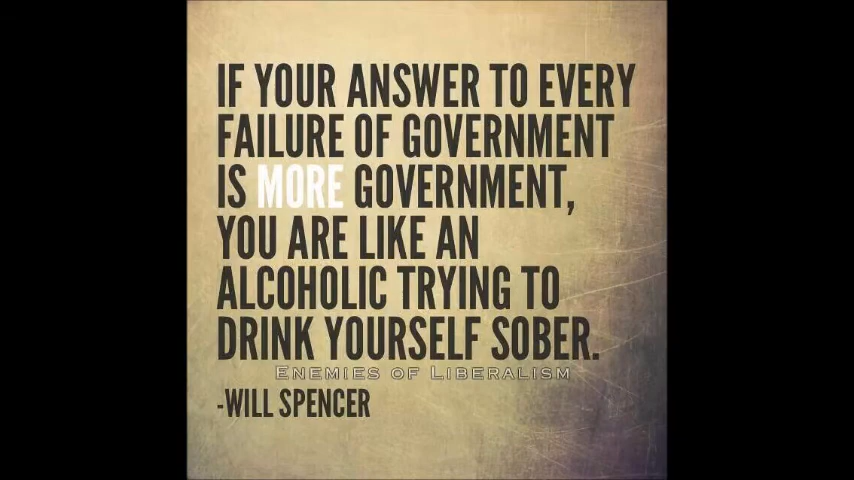 IF YOUR ANSWER TO EVERY
FAILURE OF GOVERNMENT
IS MORE GOVERNMENT,
YOU ARE LIKE AN
ALCOHOLIC TRYING TO
DRINK YOURSELF SOBER.
ENEMIES OF LIBERALISM
-WILL SPENCER